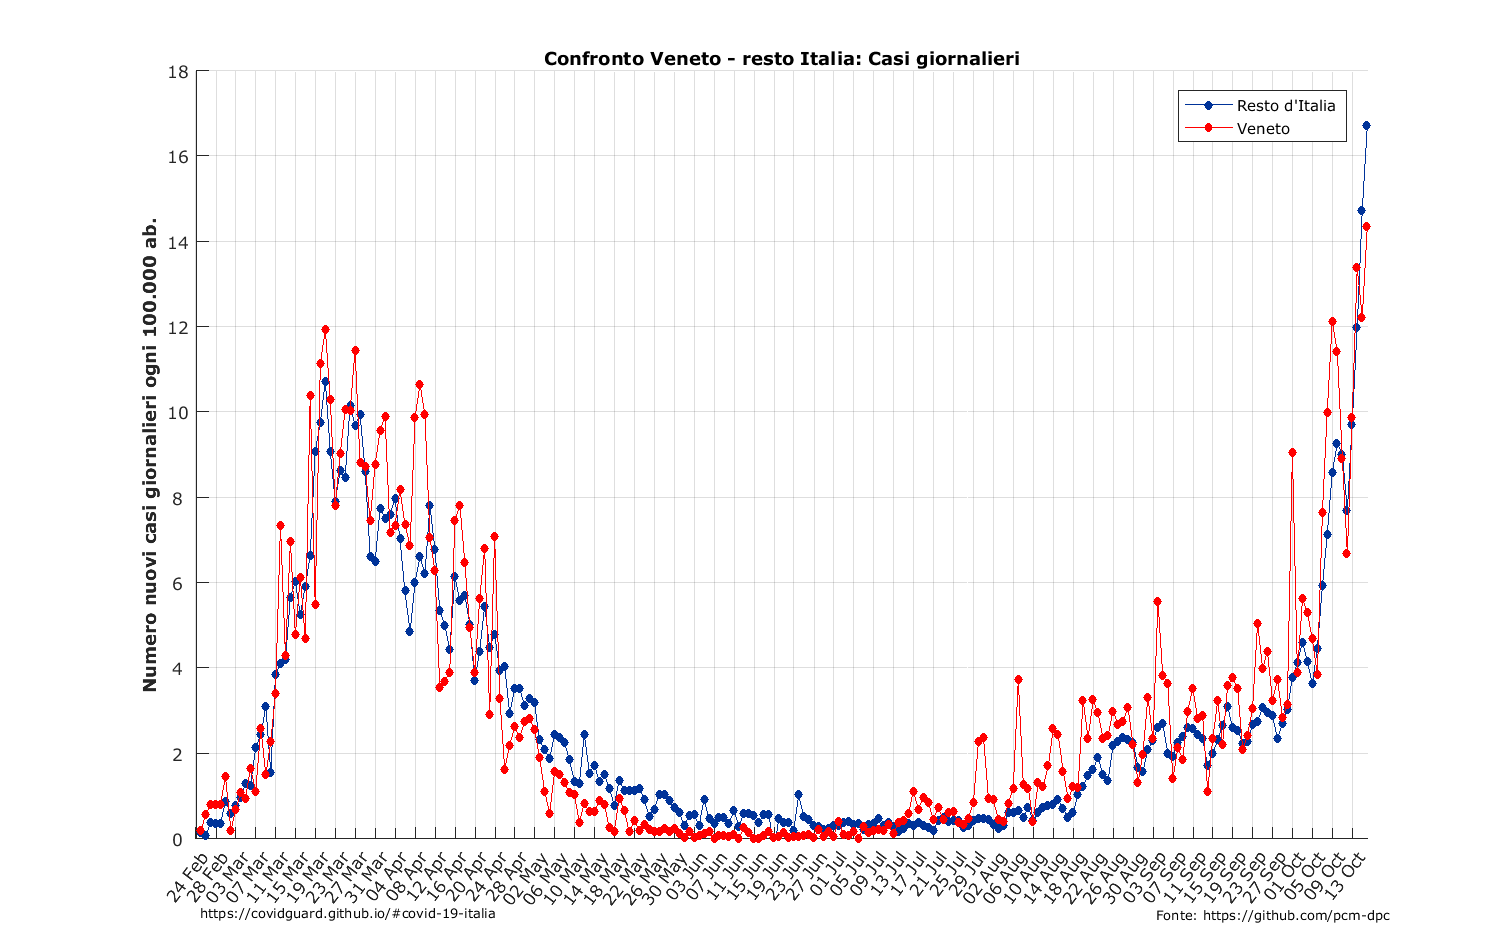 Confronto Veneto - resto Italia: Casi giornalieri
Numero nuovi casi giornalieri ogni 100.000 ab.
18
16
14
12
10
8
6
4
2
0
Resto d'Italia
Veneto
24 Feb
28 Feb
03 Mar
07 Mar
11 Mar
15 Mar
19 Mar
23 Mar
27 Mar
31 Mar
04 Apr
08 Apr
12 Apr
16 Apr
20 Apr
24 Apr
28 Apr
02 May
06 May
10 May
14 May
18 May
22 May
26 May
30 May
03 Jun
07 Jun
11 Jun
15 Jun
19 Jun
23 Jun
27 Jun
01 Jul
05 Jul
09 Jul
13 Jul
17 Jul
21 Jul
25 Jul
29 Jul
02 Aug
06 Aug
10 Aug
14 Aug
18 Aug
22 Aug
26 Aug
30 Aug
03 Sep
07 Sep
11 Sep
15 Sep
19 Sep
23 Sep
27 Sep
01 Oct
05 Oct
09 Oct
13 Oct
https://covidguard.github.io/#covid-19-italia
Fonte: https://github.com/pcm-dpc